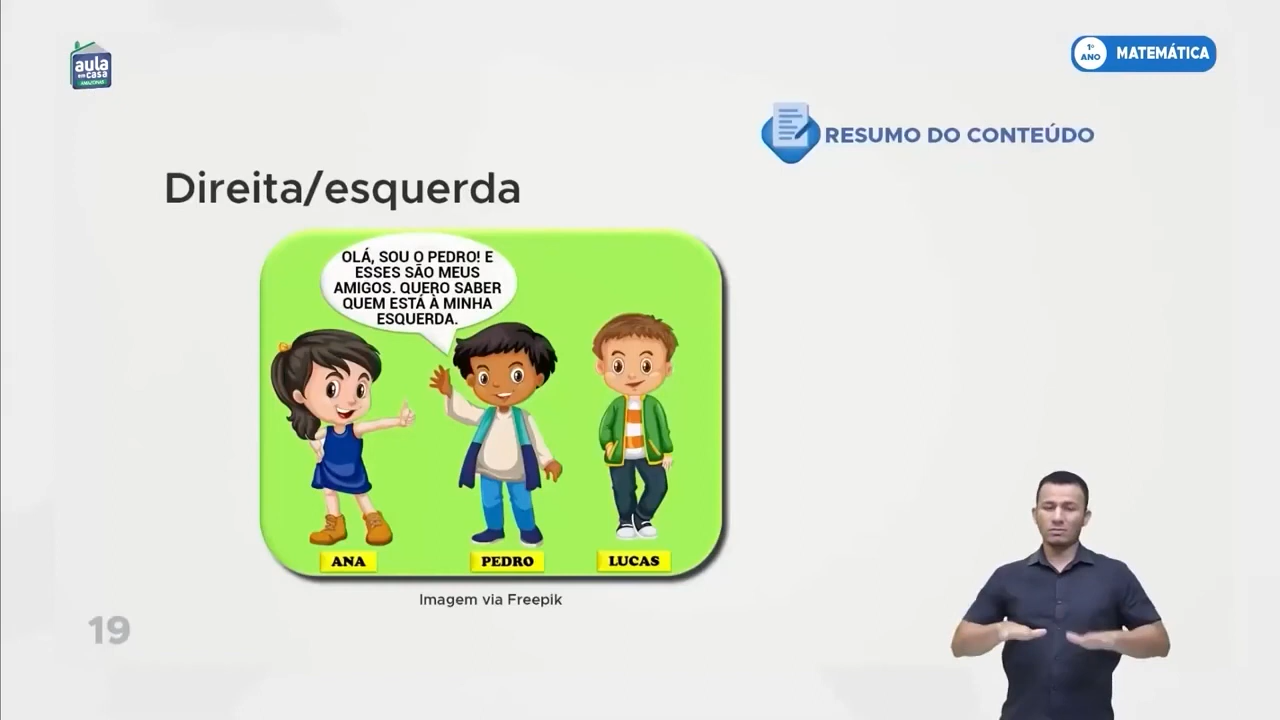 aula
em casa
AMAZONAS
1º
ANO
MATEMÁTICA
RESUMO DO CONTEÚDO
Direita/esquerda
OLÁ, SOU O PEDRO! E
ESSES SÃO MEUS
AMIGOS. QUERO SABER
QUEM ESTÁ À MINHA
ESQUERDA.
ANA
PEDRO
LUCAS
Imagem via Freepik
19